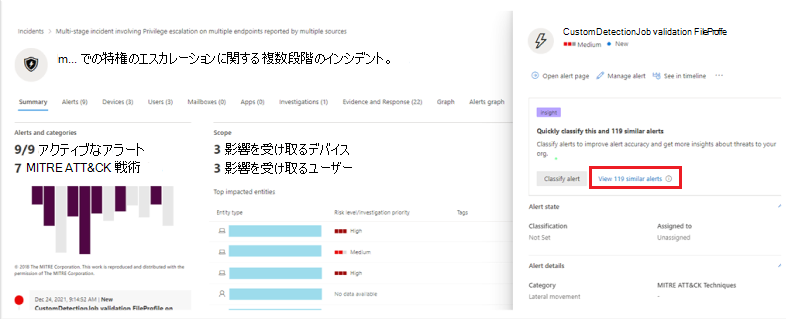 Incidents > Multi-stage incident involving Privilege escalation on multiple endpoints reported by multiple sources
m... での特権のエスカレーションに関する複数段階のインシデント。
Summary Alerts (9) Devices (3) Users (3) Mailboxes (0) Apps (0) Investigations (1) Evidence and Response (22) Graph Alerts graph
Alerts and categories
9/9 アクティブなアラート
7 MITRE ATT&CK 戦術
© 2018 The MITRE Corporation. This work is reproduced and distributed with the
permission of The MITRE Corporation.
Dec 24, 2021, 9:14:52 AM | New
CustomDetectionJob validation FileProfile on
Scope
3 影響を受け取るデバイス
3 影響を受け取るユーザー
Top impacted entities
Entity type Risk level/investigation priority Tags
High
Medium
High
No data available
CustomDetectionJob validation FileProfile
Medium New
Open alert page Manage alert See in timeline ...
Insight
Quickly classify this and 119 similar alerts
Classify alerts to improve alert accuracy and get more insights about threats to your
org.
Classify alert View 119 similar alerts
Alert state
Classification Assigned to
Not Set Unassigned
Alert details
Category MITRE ATT&CK Techniques
Lateral movement -